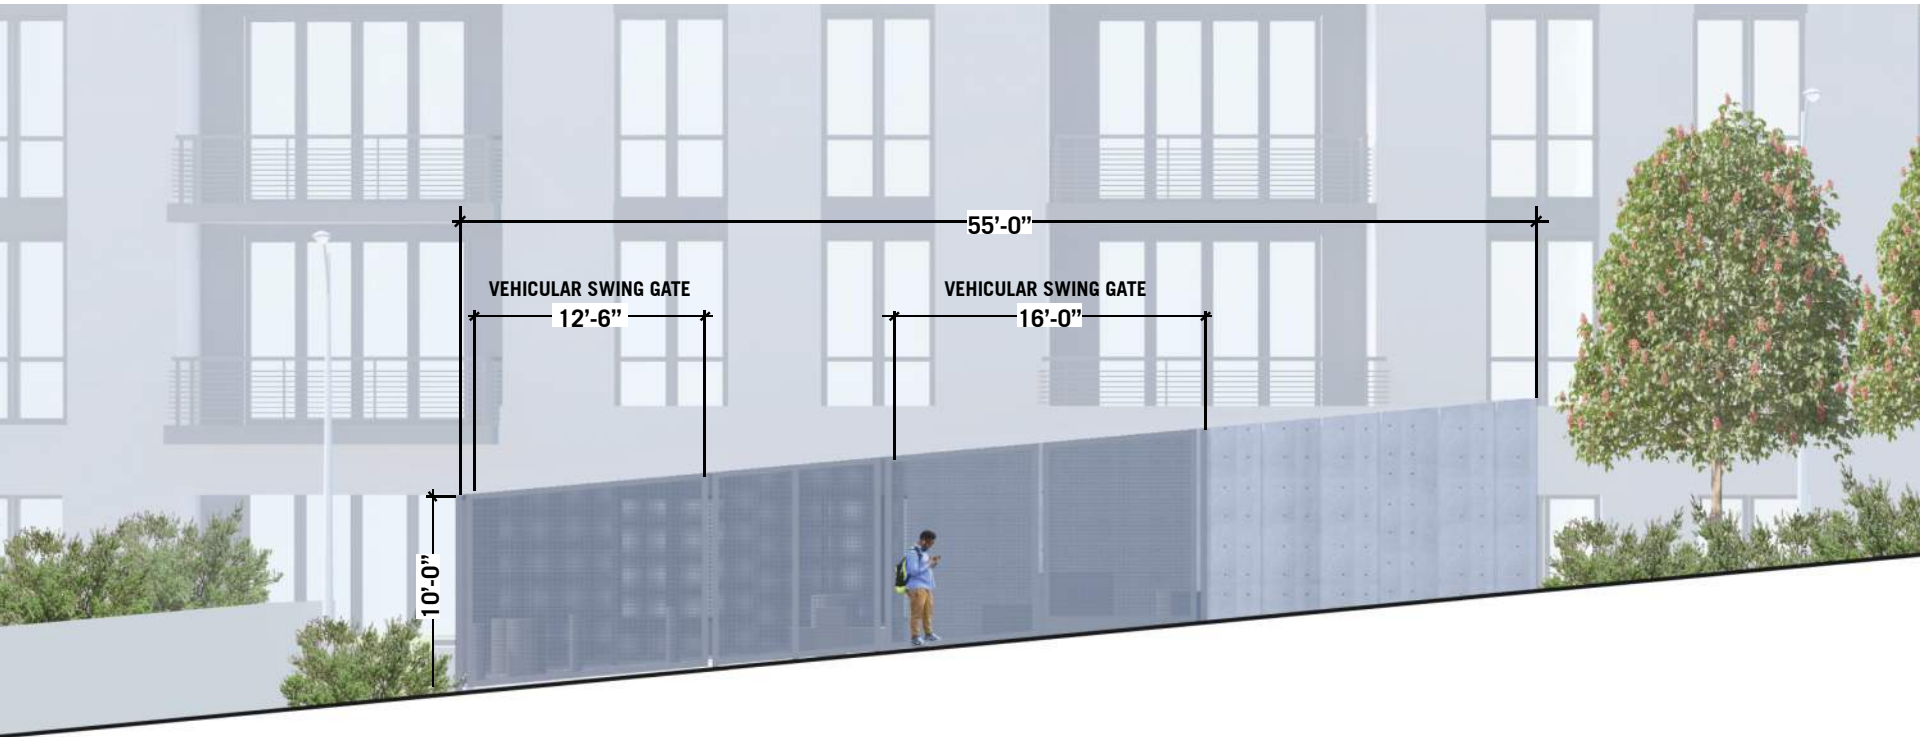 55’-0”
VEHICULAR SWING GATE
12’-6”
VEHICULAR SWING GATE
16’-0”
10’-0”